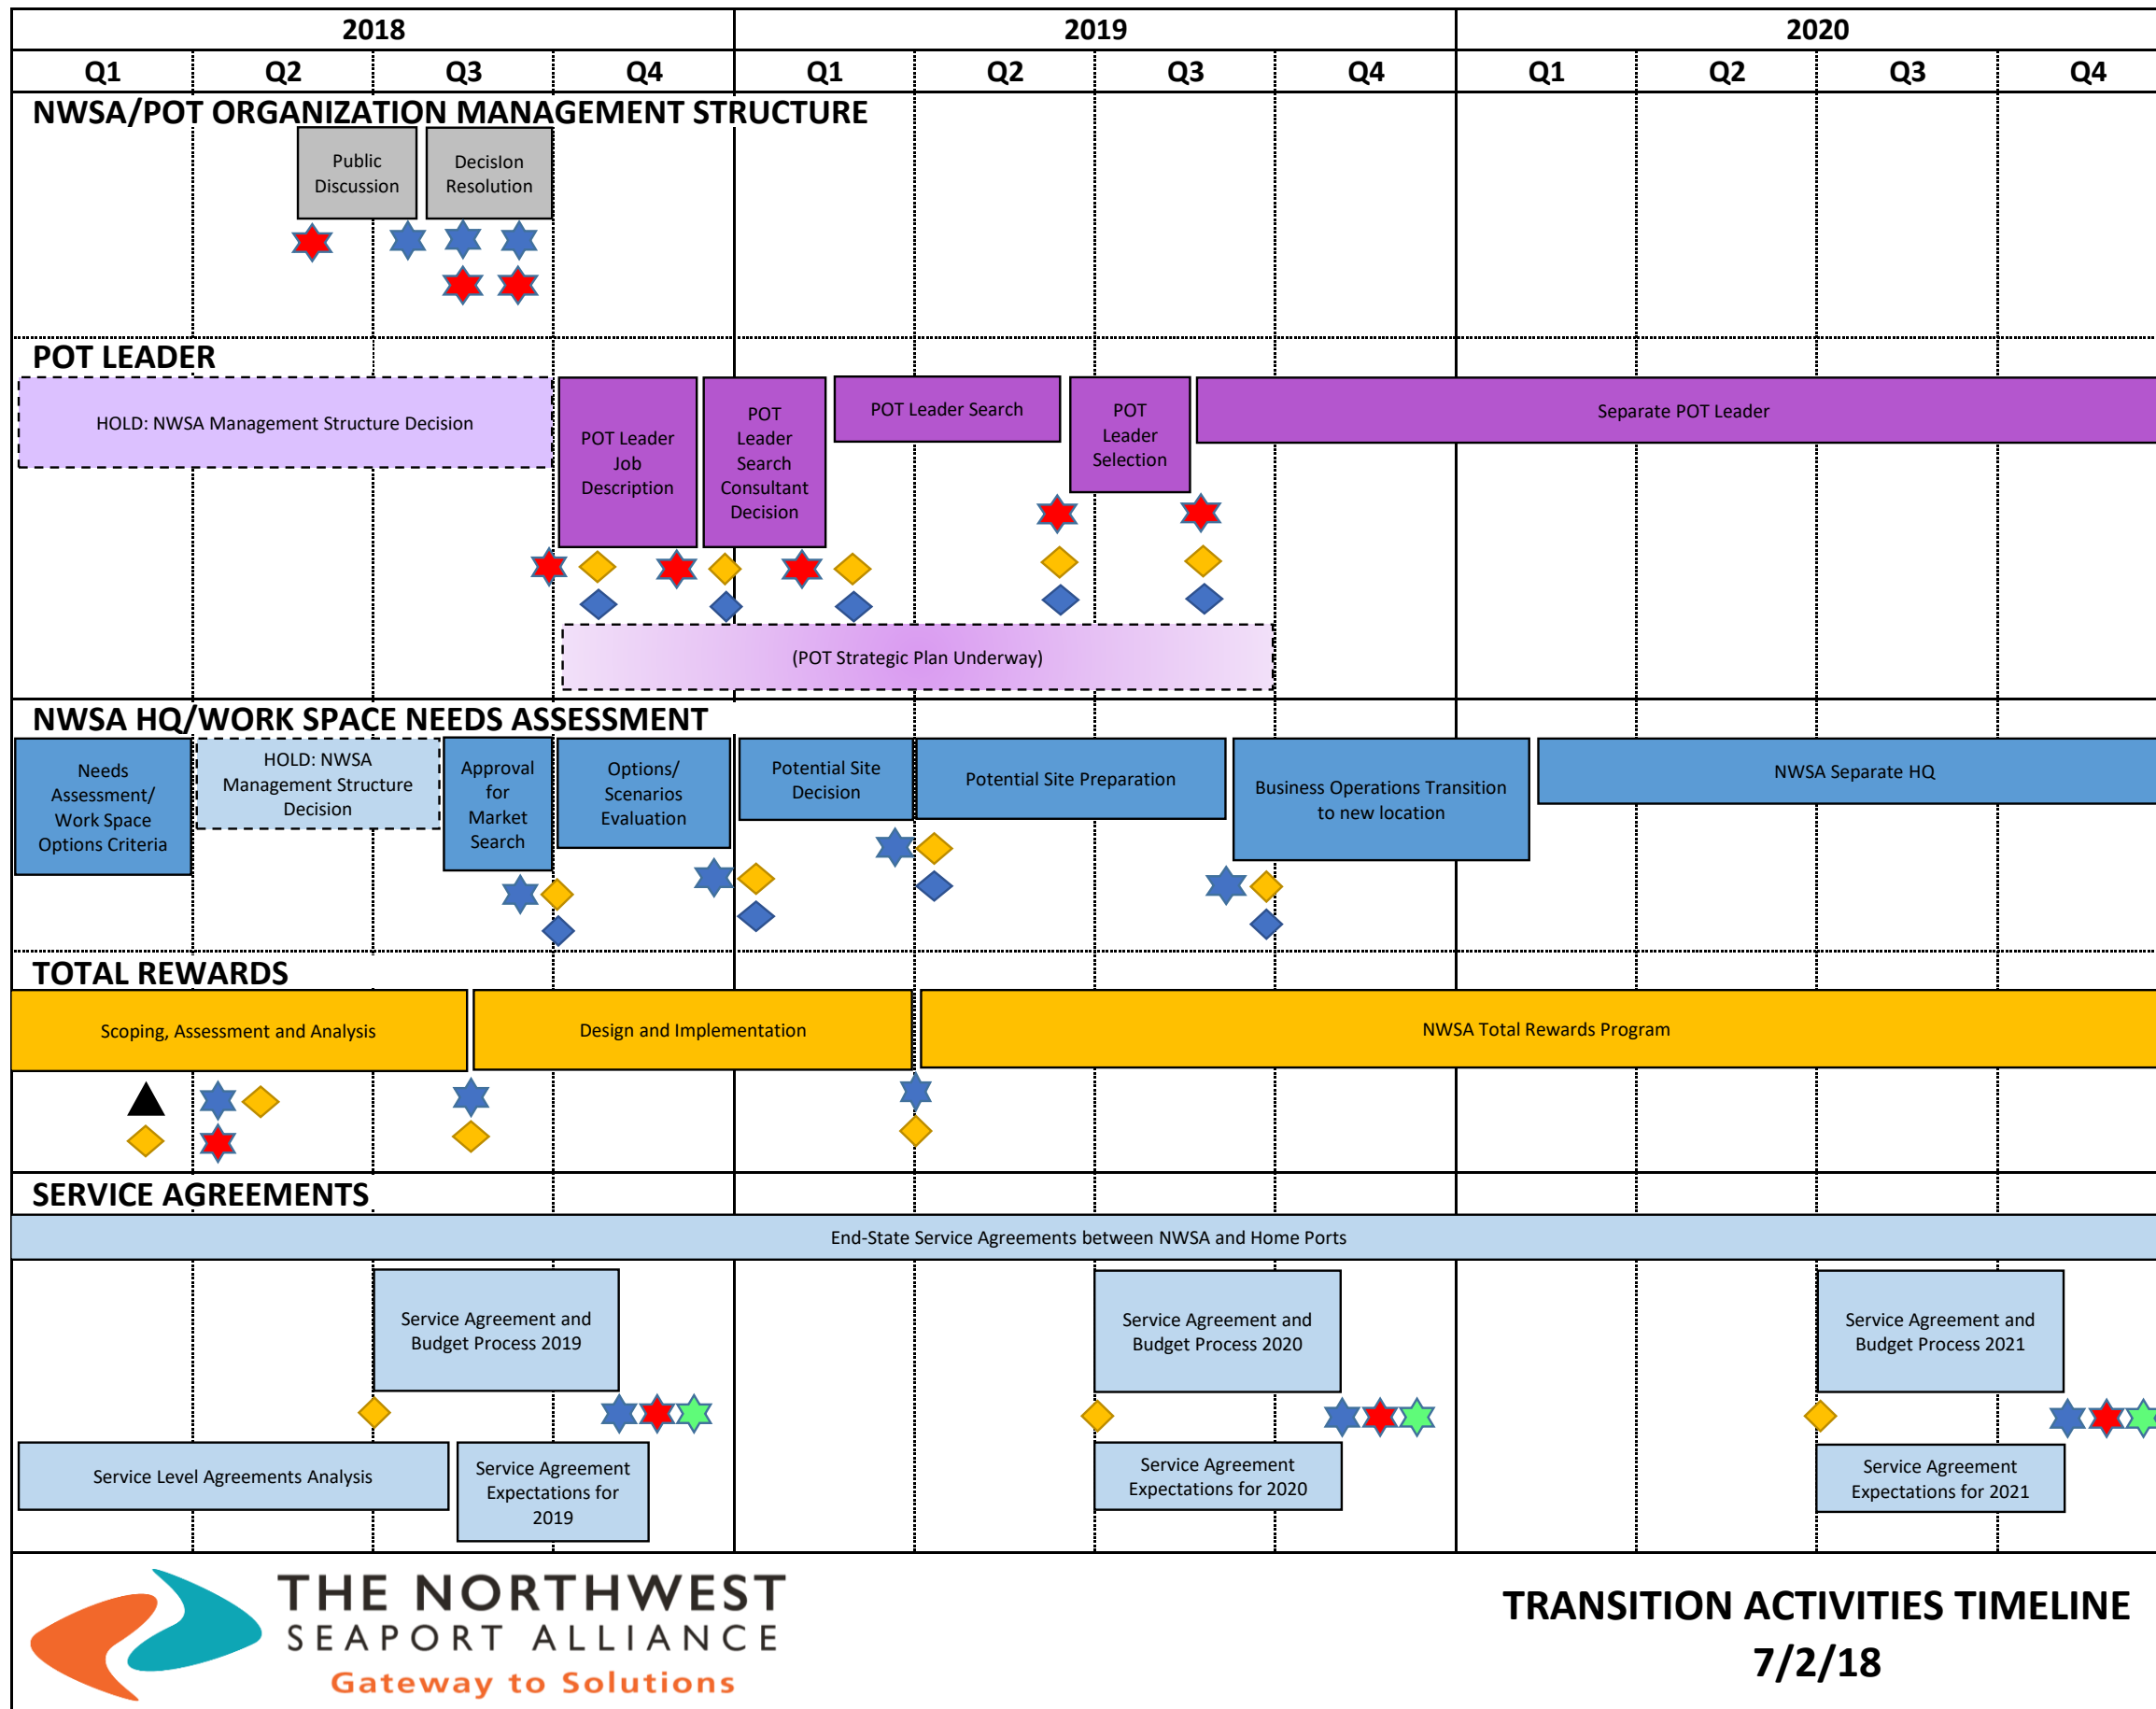 2018
2019
2020
Q1 Q2 Q3 Q4 Q1 Q2 Q3 Q4 Q1 Q2 Q3 Q4
NWSA/POT ORGANIZATION MANAGEMENT STRUCTURE
Public
Discussion
DecisIon
Resolution
POT LEADER
HOLD: NWSA Management Structure Decision
POT Leader
Job
Description
POT
Leader
Search
Consultant
Decision
POT Leader Search
POT
Leader
Selection
Separate POT Leader
(POT Strategic Plan Underway)
NWSA HQ/WORK SPACE NEEDS ASSESSMENT
Needs
Assessment/
Work Space
Options Criteria
HOLD: NWSA
Management Structure
Decision
Approval
for
Market
Search
Options/
Scenarios
Evaluation
Potential Site
Decision
Potential Site Preparation
Business Operations Transition
to new location
NWSA Separate HQ
TOTAL REWARDS
Scoping, Assessment and Analysis
Design and Implementation
NWSA Total Rewards Program
SERVICE AGREEMENTS
End-State Service Agreements between NWSA and Home Ports
Service Agreement and
Budget Process 2019
Service Agreement and
Budget Process 2020
Service Agreement and
Budget Process 2021
Service Level Agreements Analysis
Service Agreement
Expectations for
2019
Service Agreement
Expectations for 2020
Service Agreement
Expectations for 2021
THE NORTHWEST
SEAPORT ALLIANCE
Gateway to Solutions
TRANSITION ACTIVITIES TIMELINE
7/2/18